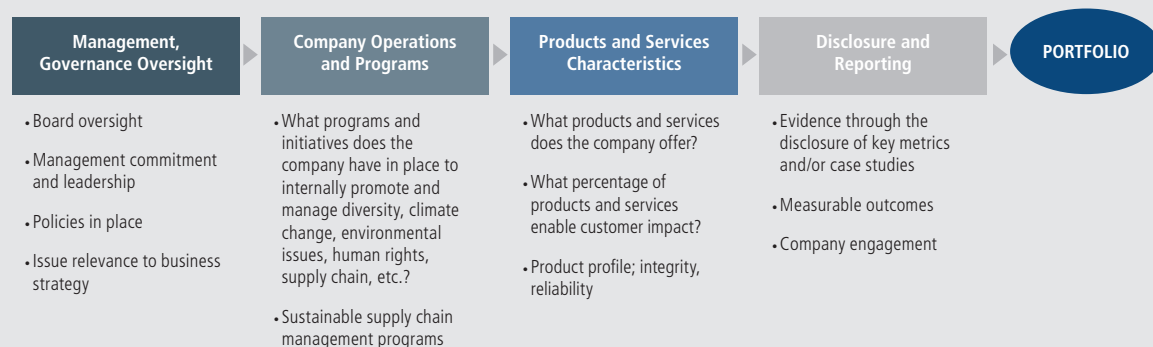 Management,
Governance Oversight
Company Operations
and Programs
Products and Services
Characteristics
Disclosure and
Reporting
PORTFOLIO
• Board oversight
• Management commitment
and leadership
• Policies in place
• Issue relevance to business
strategy
• What programs and
initiatives does the
company have in place to
internally promote and
manage diversity, climate
change, environmental
issues, human rights,
supply chain, etc.?
• Sustainable supply chain
management programs
• What products and services
does the company offer?
• What percentage of
products and services
enable customer impact?
• Product profile; integrity,
reliability
• Evidence through the
disclosure of key metrics
and/or case studies
• Measurable outcomes
• Company engagement